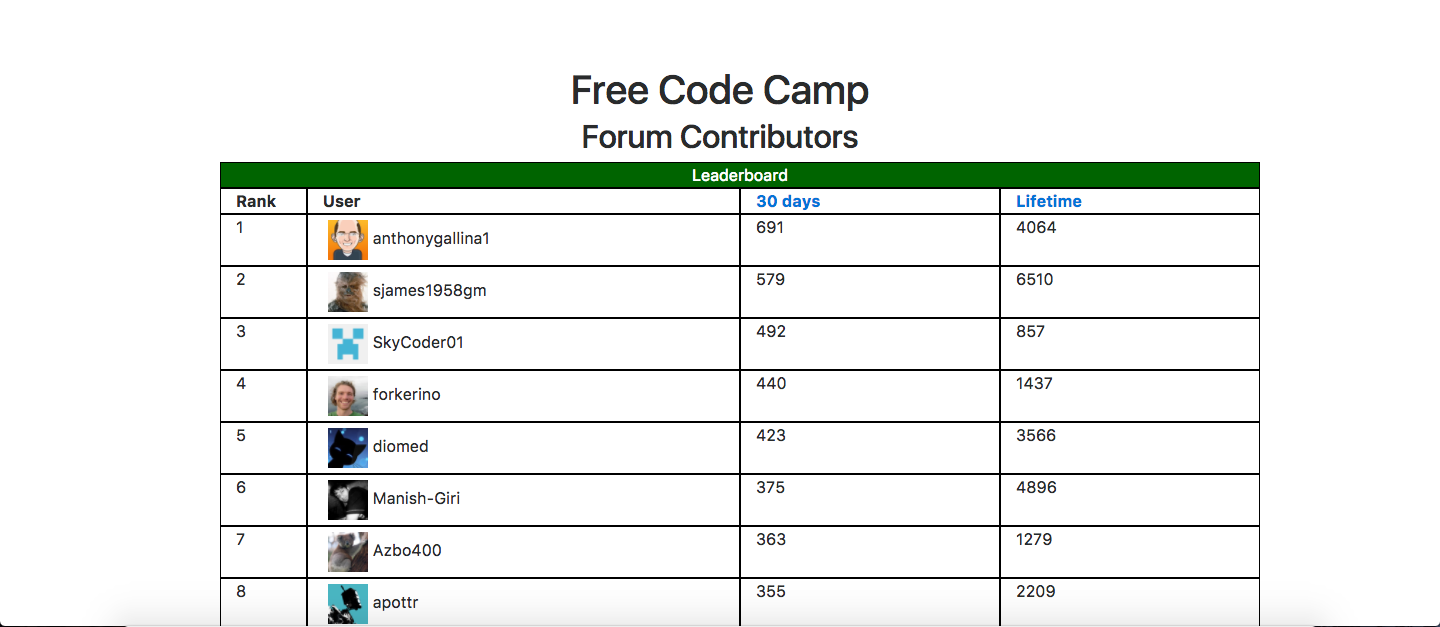 Free Code Camp
Forum Contributors
Leaderboard
Rank User 30 days Lifetime
1 anthonygallina1 691 4064
2 sjames1958gm 579 6510
3 SkyCoder01 492 857
4 forkerino 440 1437
5 diomed 423 3566
6 Manish-Giri 375 4896
7 Azbo400 363 1279
8 apottr 355 2209